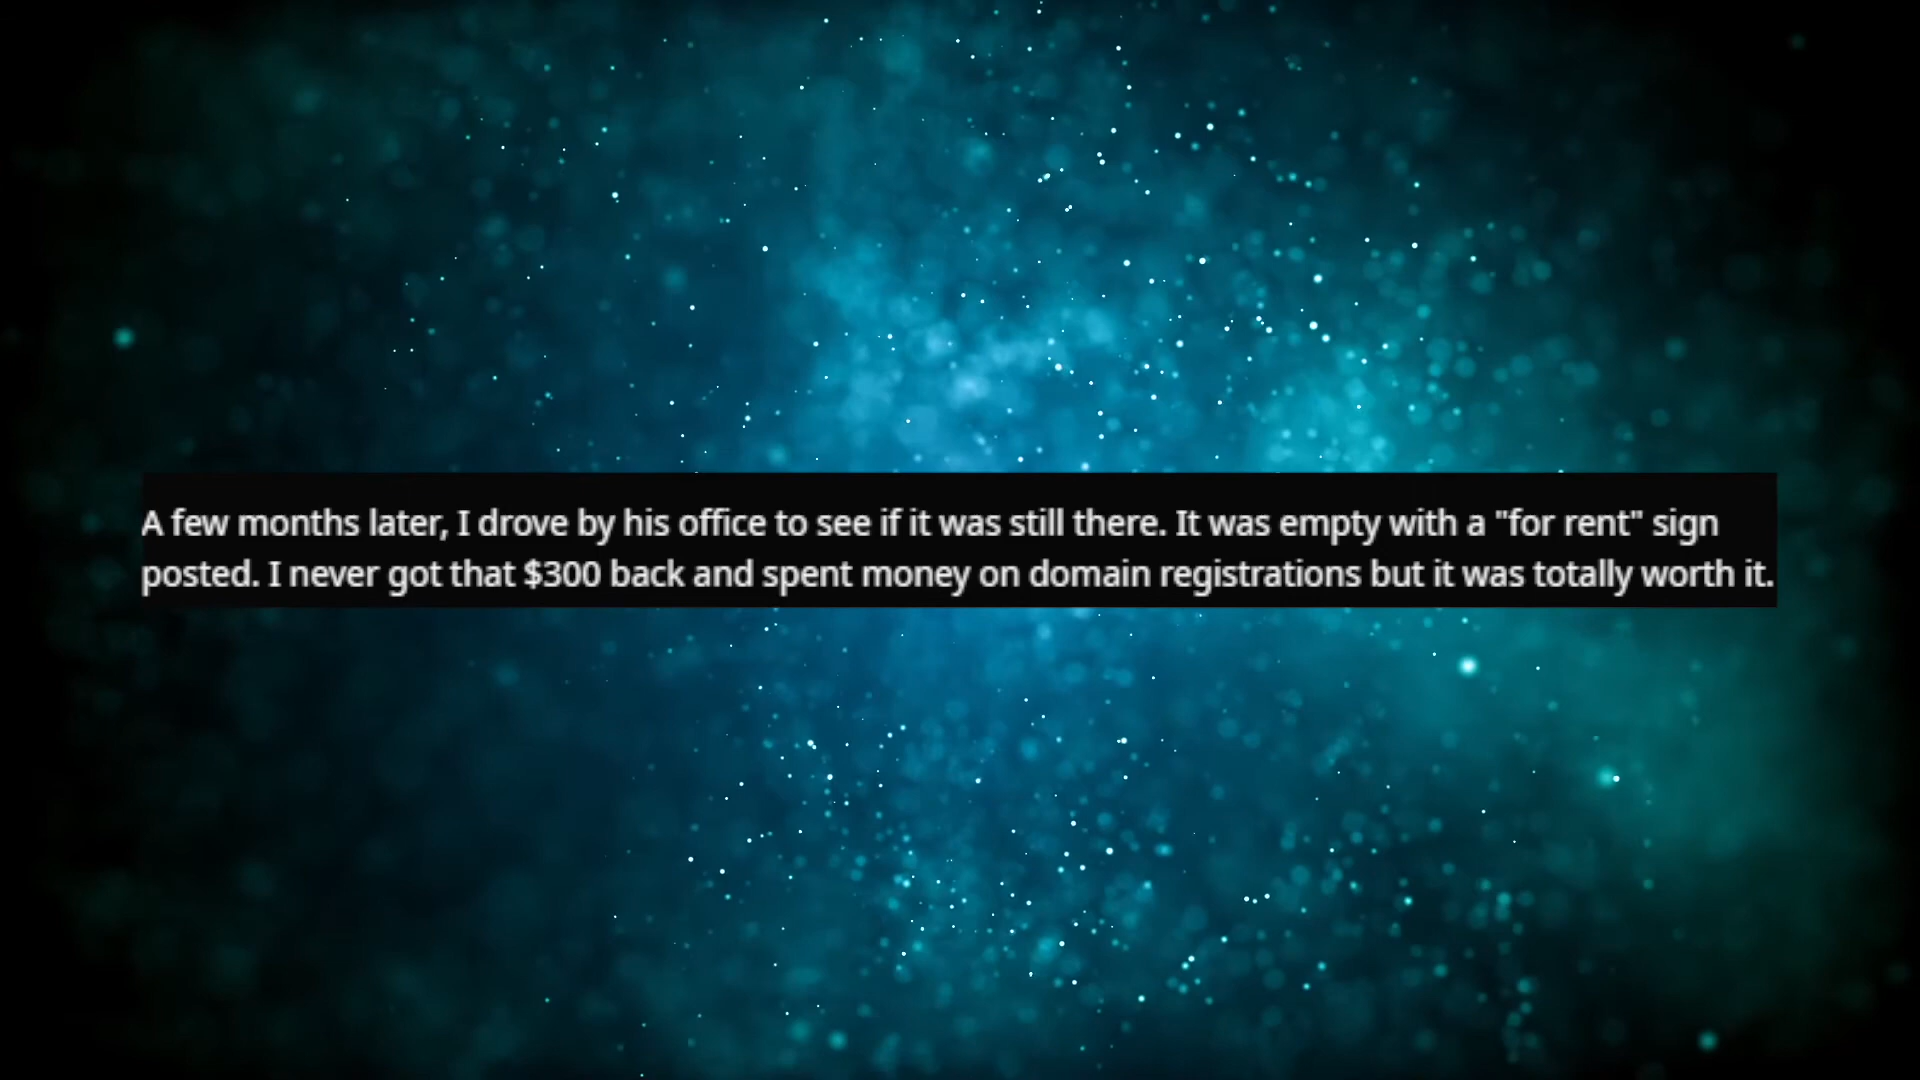 A few months later, I drove by his office to see if it was still there. It was empty with a "for rent" sign
posted. I never got that $300 back and spent money on domain registrations but it was totally worth it.